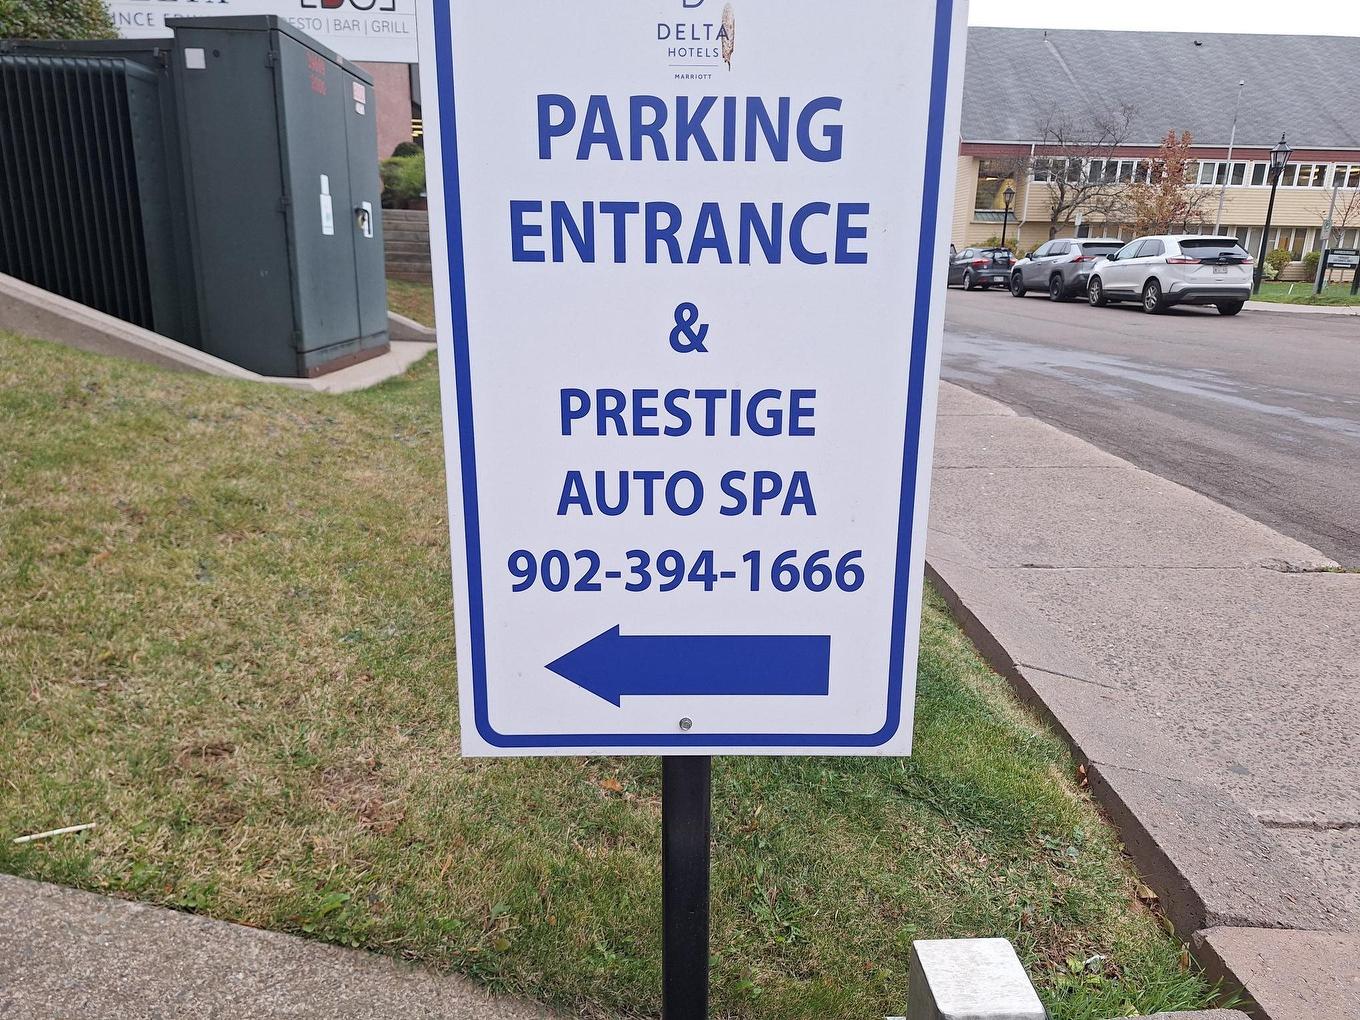 RESTO | BAR | GRILL
DELTA
HOTELS
MARRIOTT
PARKING
ENTRANCE
&
PRESTIGE
AUTO SPA
902-394-1666